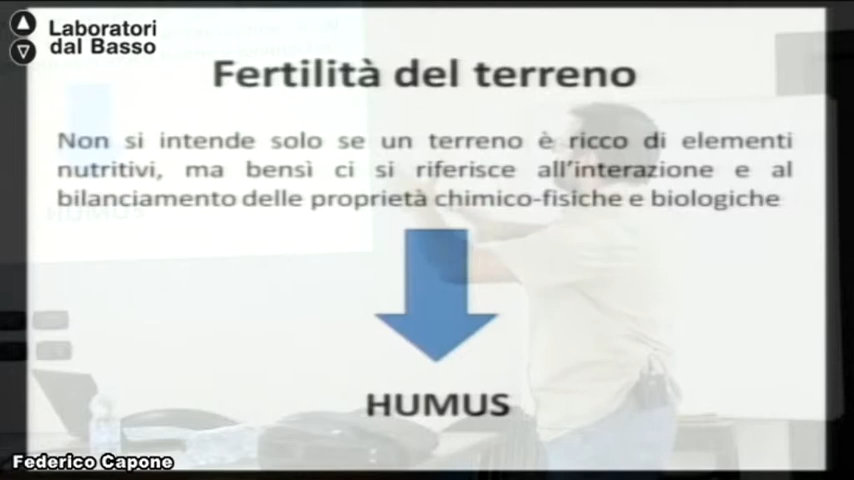 Laboratori
dal Basso
Fertilità del terreno
Non si intende solo se un terreno è ricco di elementi
nutritivi, ma bensì ci si riferisce all'interazione e al
bilanciamento delle proprietà chimico-fisiche e biologiche
HUMUS
HUMUS
Federico Capone